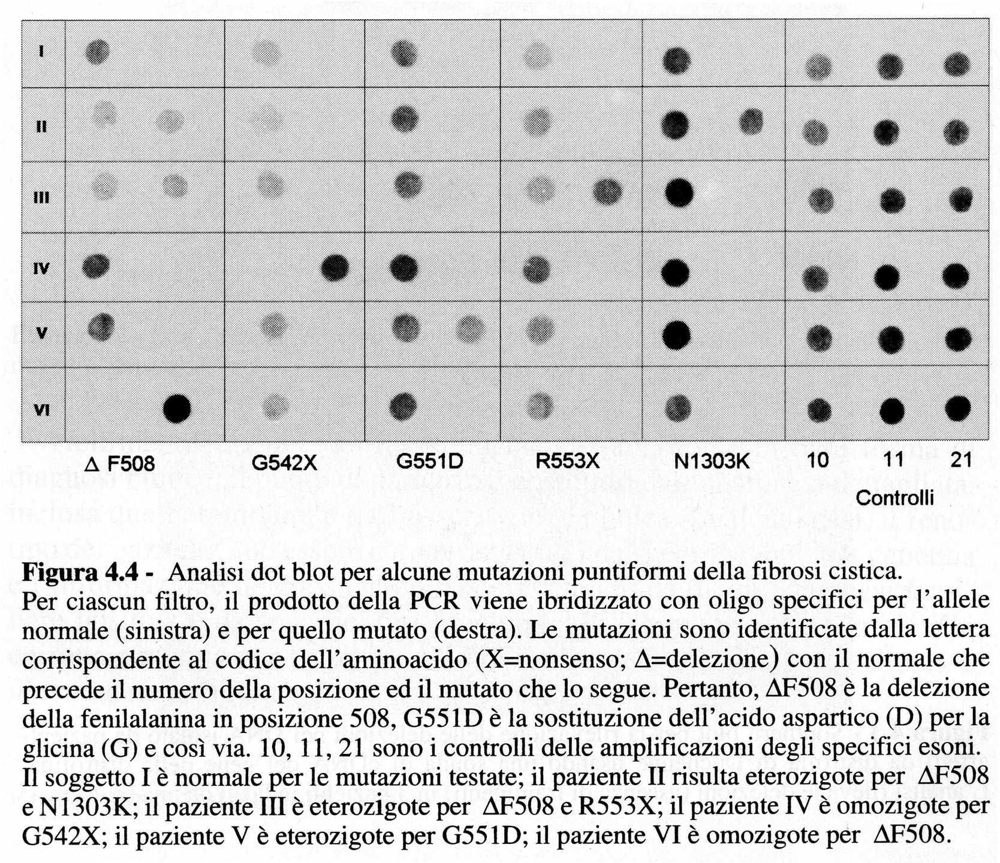 I
II
III
IV
V
VI
Δ F508 G542X G551D R553X N1303K 10 11 21
Controlli
Figura 4.4 - Analisi dot blot per alcune mutazioni puntiformi della fibrosi cistica.
Per ciascun filtro, il prodotto della PCR viene ibridizzato con oligo specifici per l'allele
normale (sinistra) e per quello mutato (destra). Le mutazioni sono identificate dalla lettera
corrispondente al codice dell'aminoacido (X=nonsenso; Δ=delezione) con il normale che
precede il numero della posizione ed il mutato che lo segue. Pertanto, ΔF508 è la delezione
della fenilalanina in posizione 508, G551D è la sostituzione dell'acido aspartico (D) per la
glicina (G) e così via. 10, 11, 21 sono i controlli delle amplificazioni degli specifici esoni.
Il soggetto I è normale per le mutazioni testate; il paziente II risulta eterozigote per ΔF508
e N1303K; il paziente III è eterozigote per ΔF508 e R553X; il paziente IV è omozigote per
G542X; il paziente V è eterozigote per G551D; il paziente VI è omozigote per ΔF508.